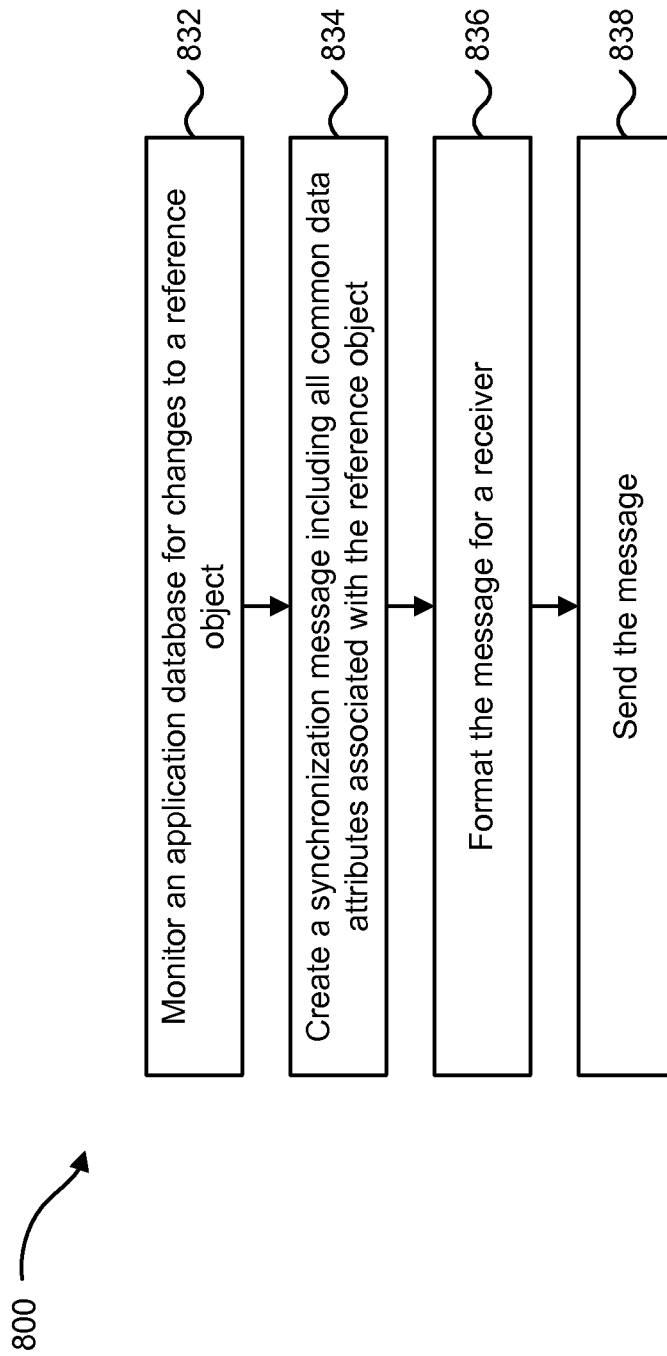 800
Monitor an application database for changes to a reference
object
832
Create a synchronization message including all common data
attributes associated with the reference object
834
Format the message for a receiver
836
Send the message
838